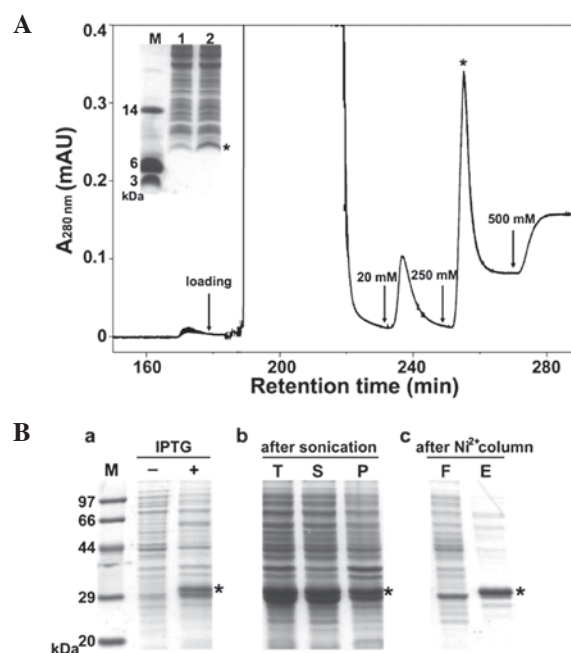 A
M 1 2
14
6
3
kDa
*
*
0.4
0.3
0.2
0.1
0
A280 nm (mAU)
loading
20 mM
250 mM
500 mM
160 200 240 280
Retention time (min)
B
a IPTG b after sonication c after Ni2+ column
M – + T S P F E
97
66
44
29
20
kDa
* * *